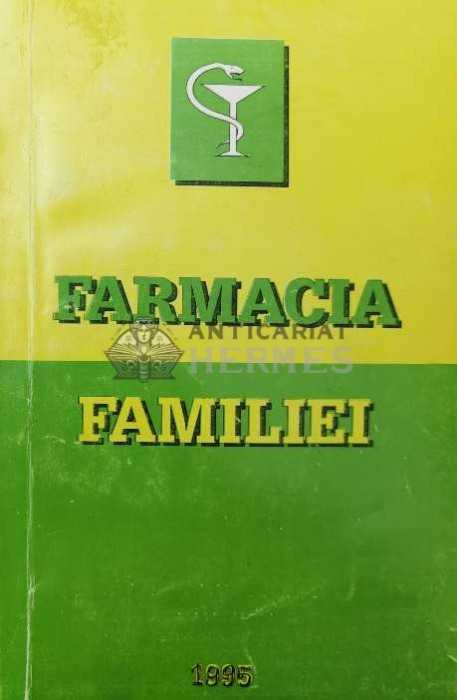 FARMACIA
ANTICARIAT
HERMES
FAMILIEI
1995